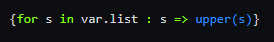 {for s in var.list : s => upper(s)}